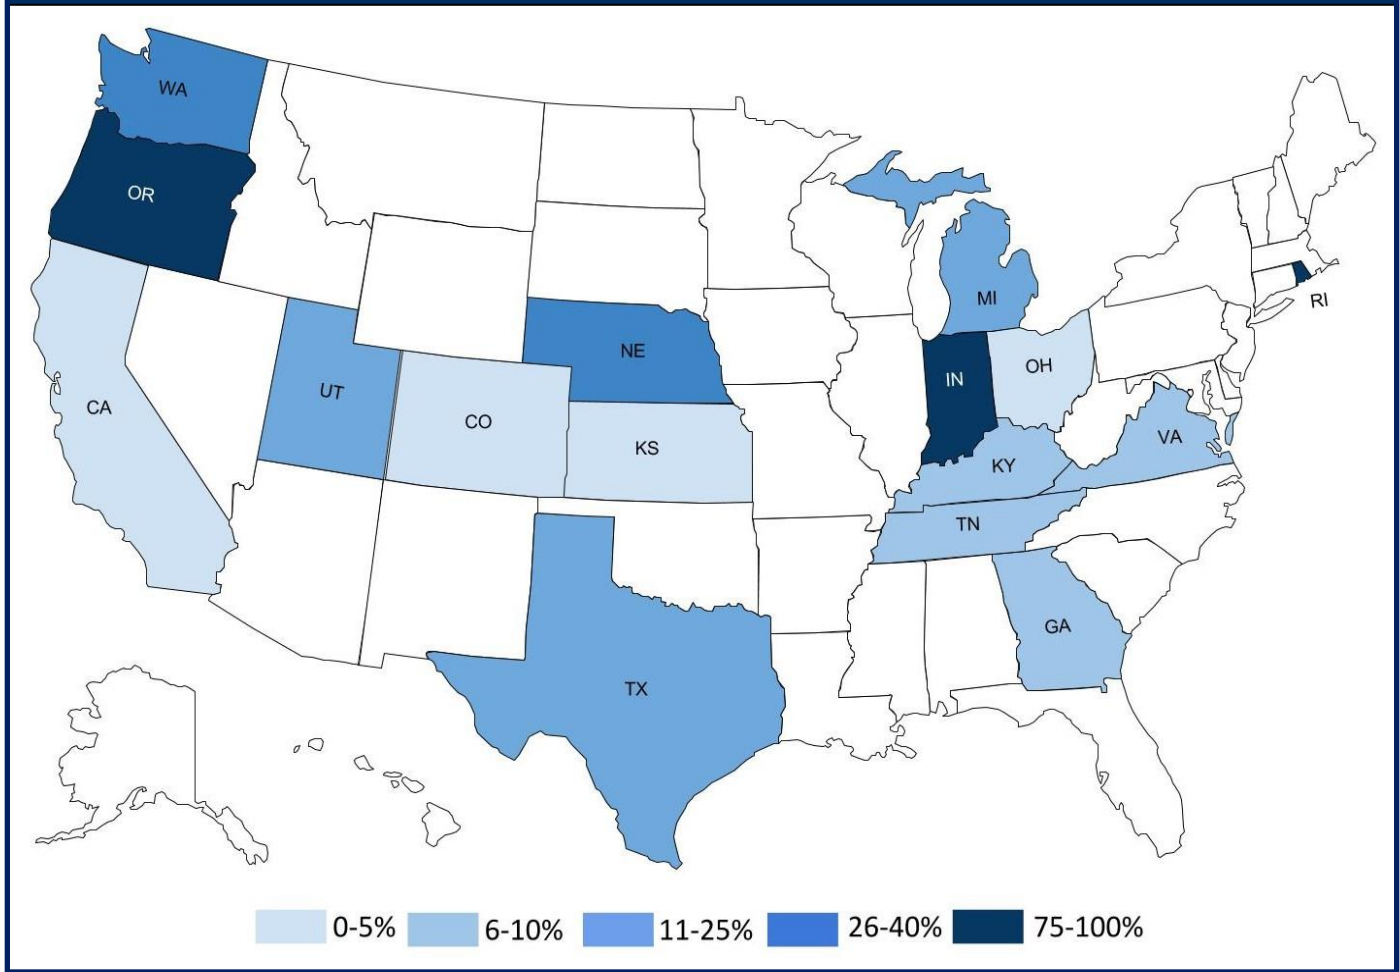 WA
OR
MI
RI
NE
OH
IN
UT
CA
CO
KS
VA
KY
TN
GA
TX
0-5%
6-10%
11-25%
26-40%
75-100%